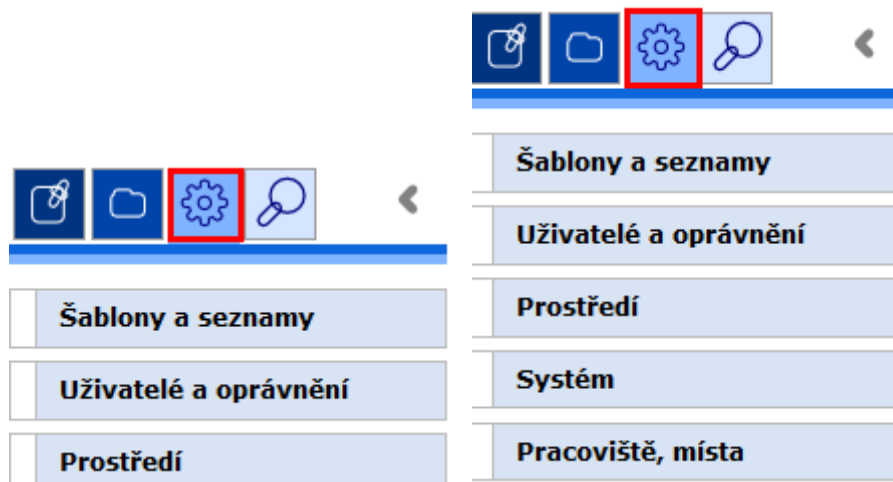 Šablony a seznamy
Uživatelé a oprávnění
Prostředí
Šablony a seznamy
Uživatelé a oprávnění
Prostředí
Systém
Pracoviště, místa